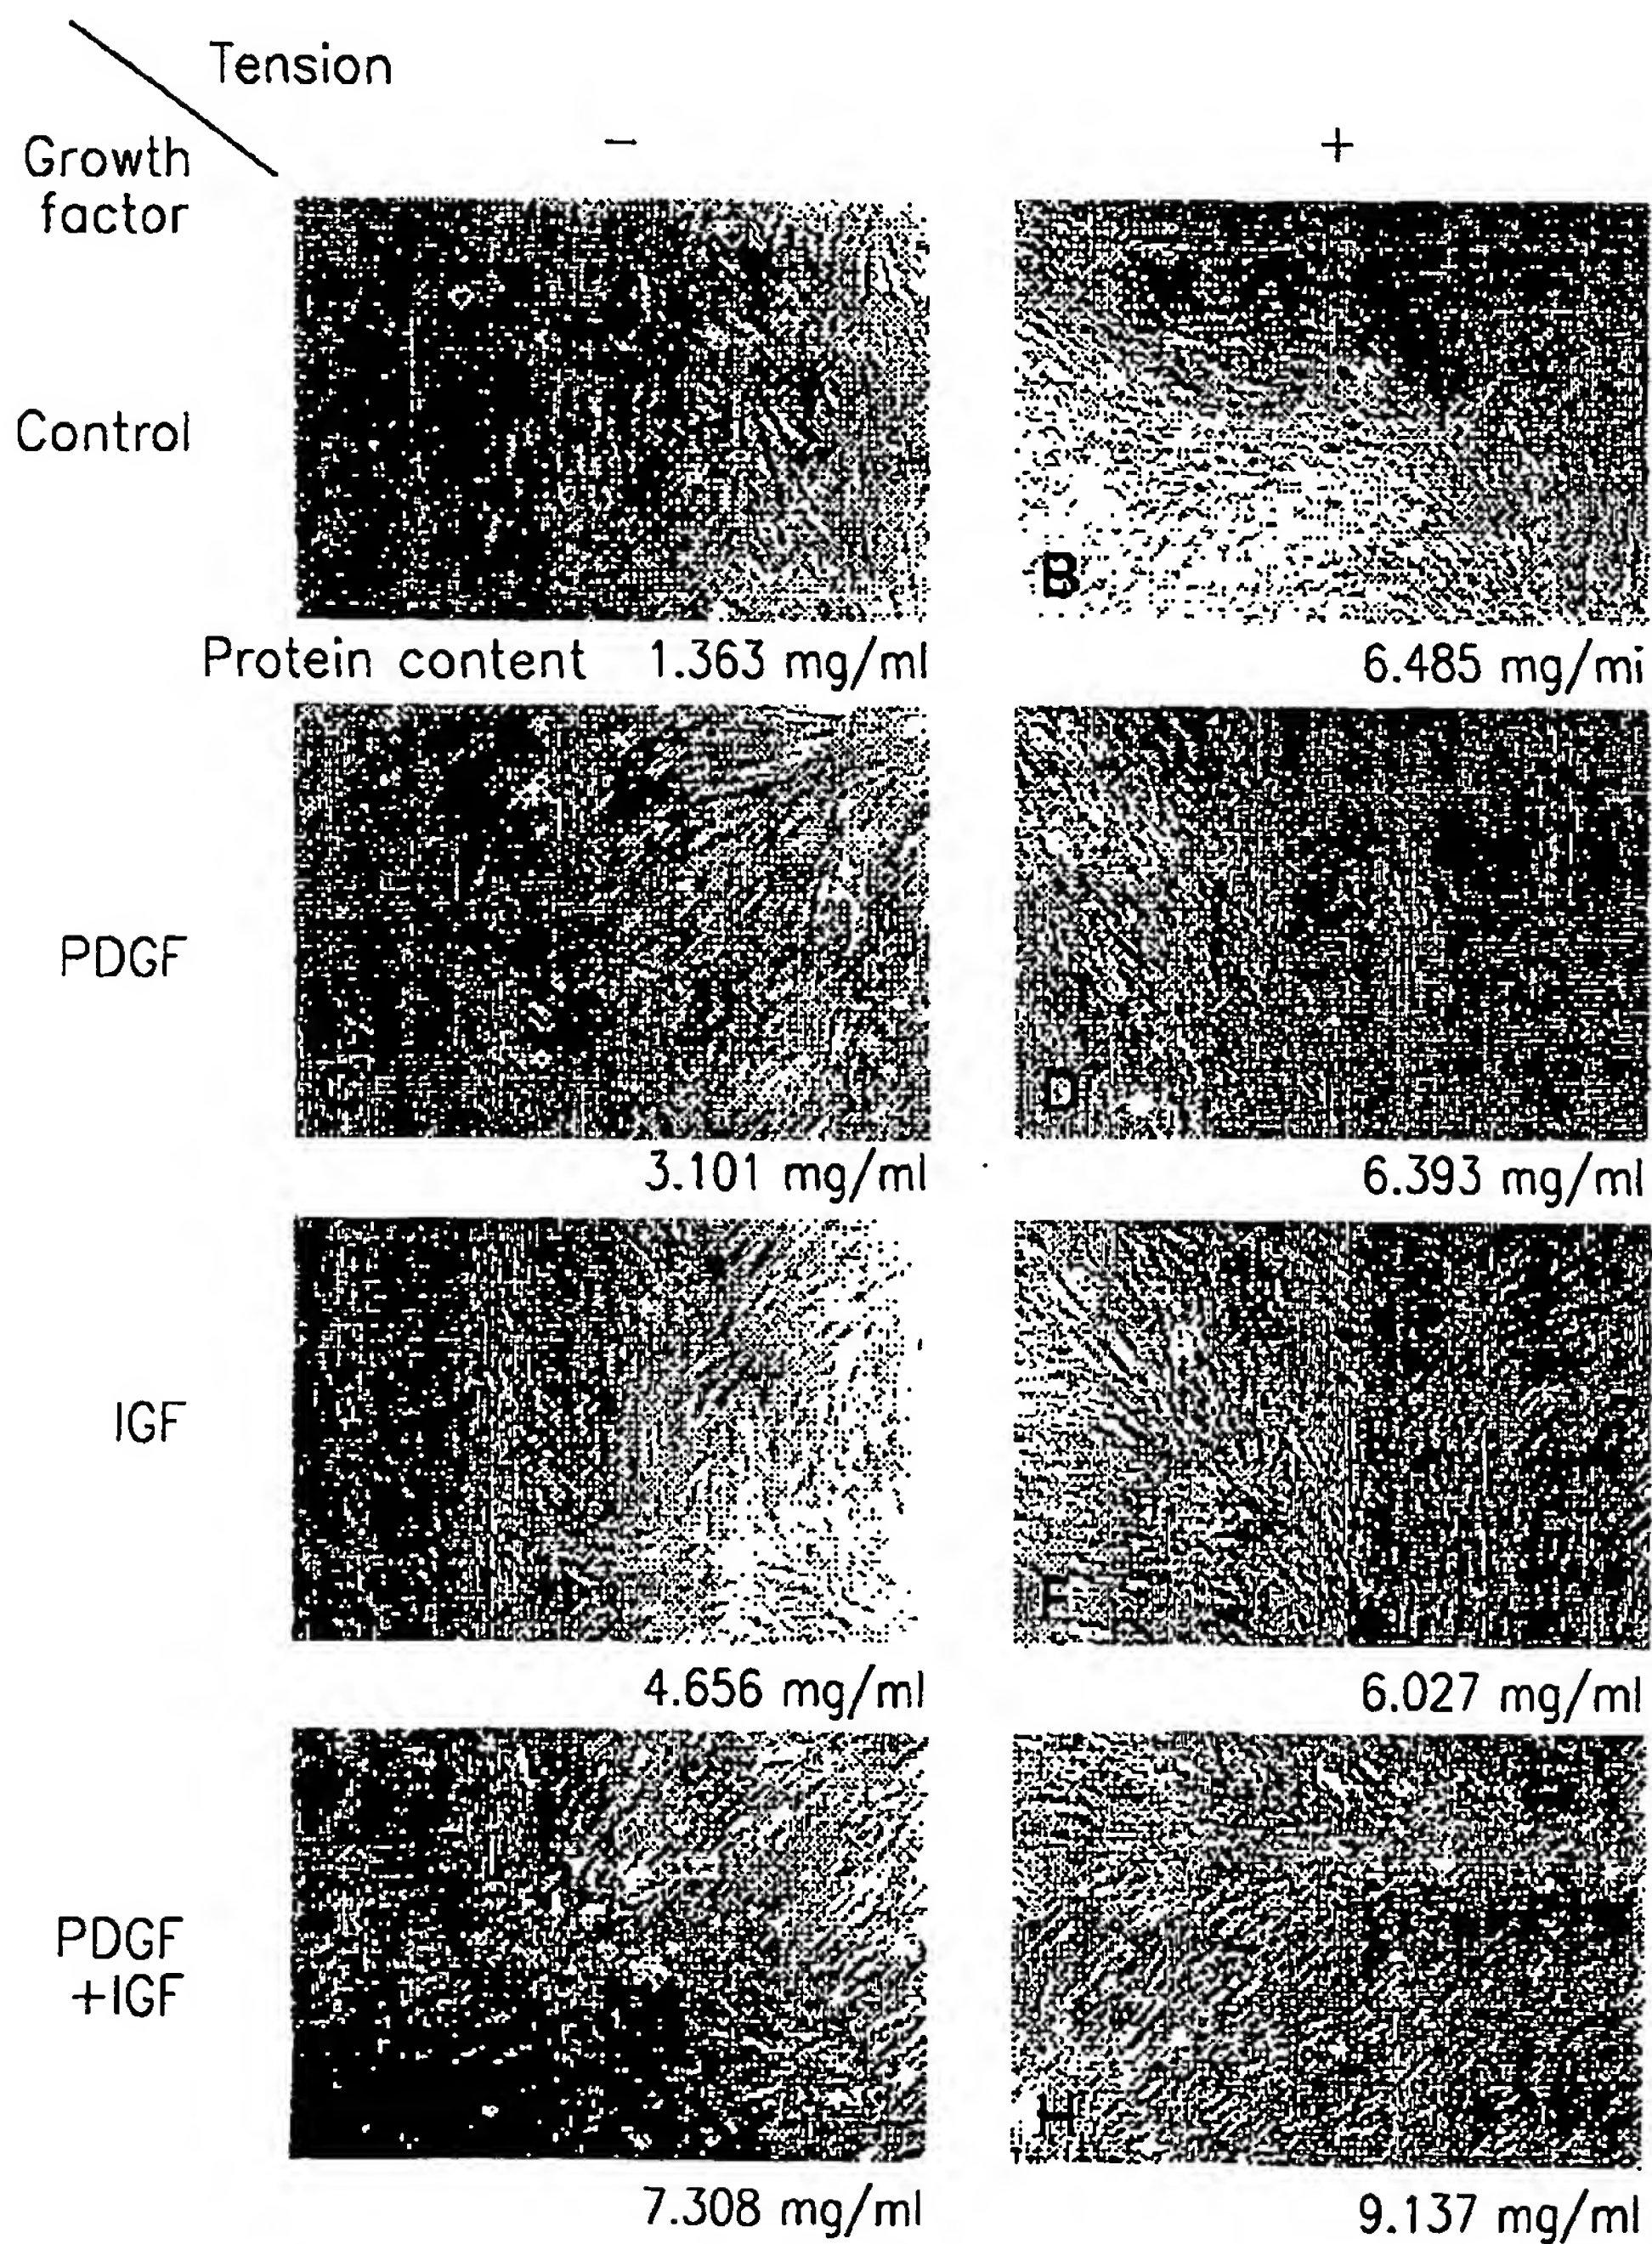 Tension
Growth
factor
− +
Control
B
Protein content 1.363 mg/ml 6.485 mg/mi
PDGF
D
3.101 mg/ml 6.393 mg/ml
IGF
4.656 mg/ml 6.027 mg/ml
PDGF
+IGF
H
7.308 mg/ml 9.137 mg/ml